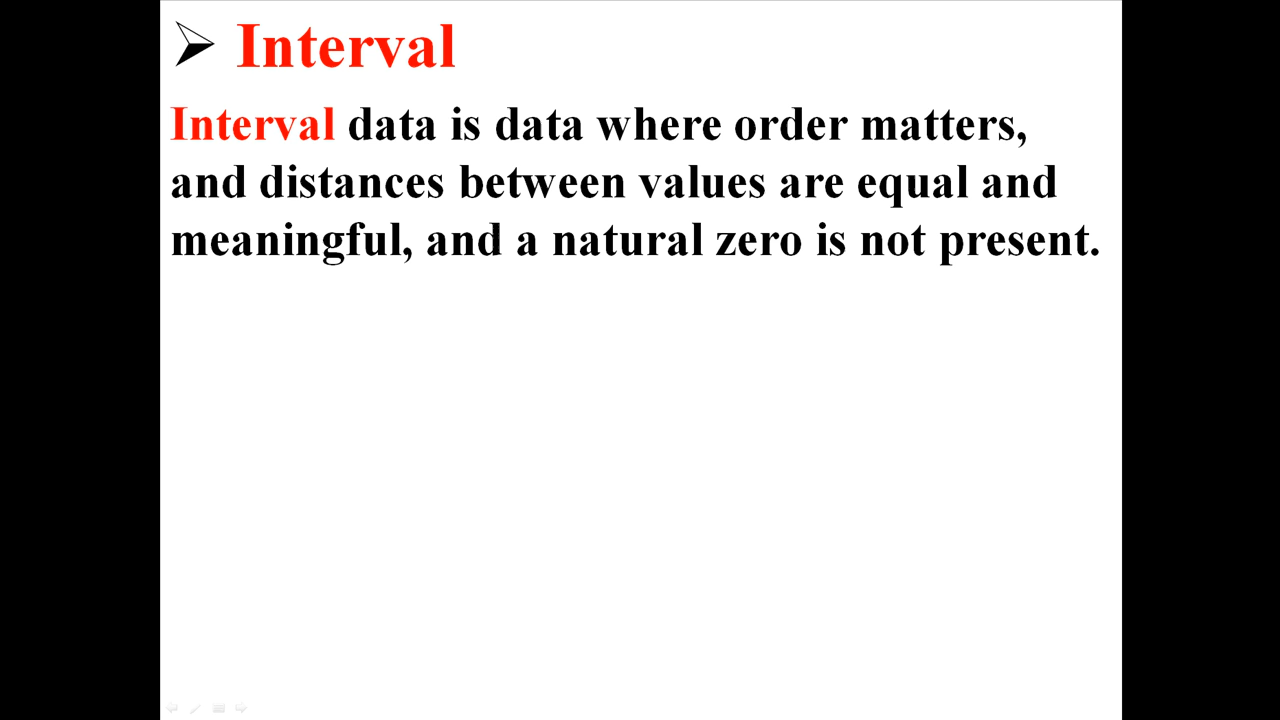 Interval
Interval data is data where order matters,
and distances between values are equal and
meaningful, and a natural zero is not present.